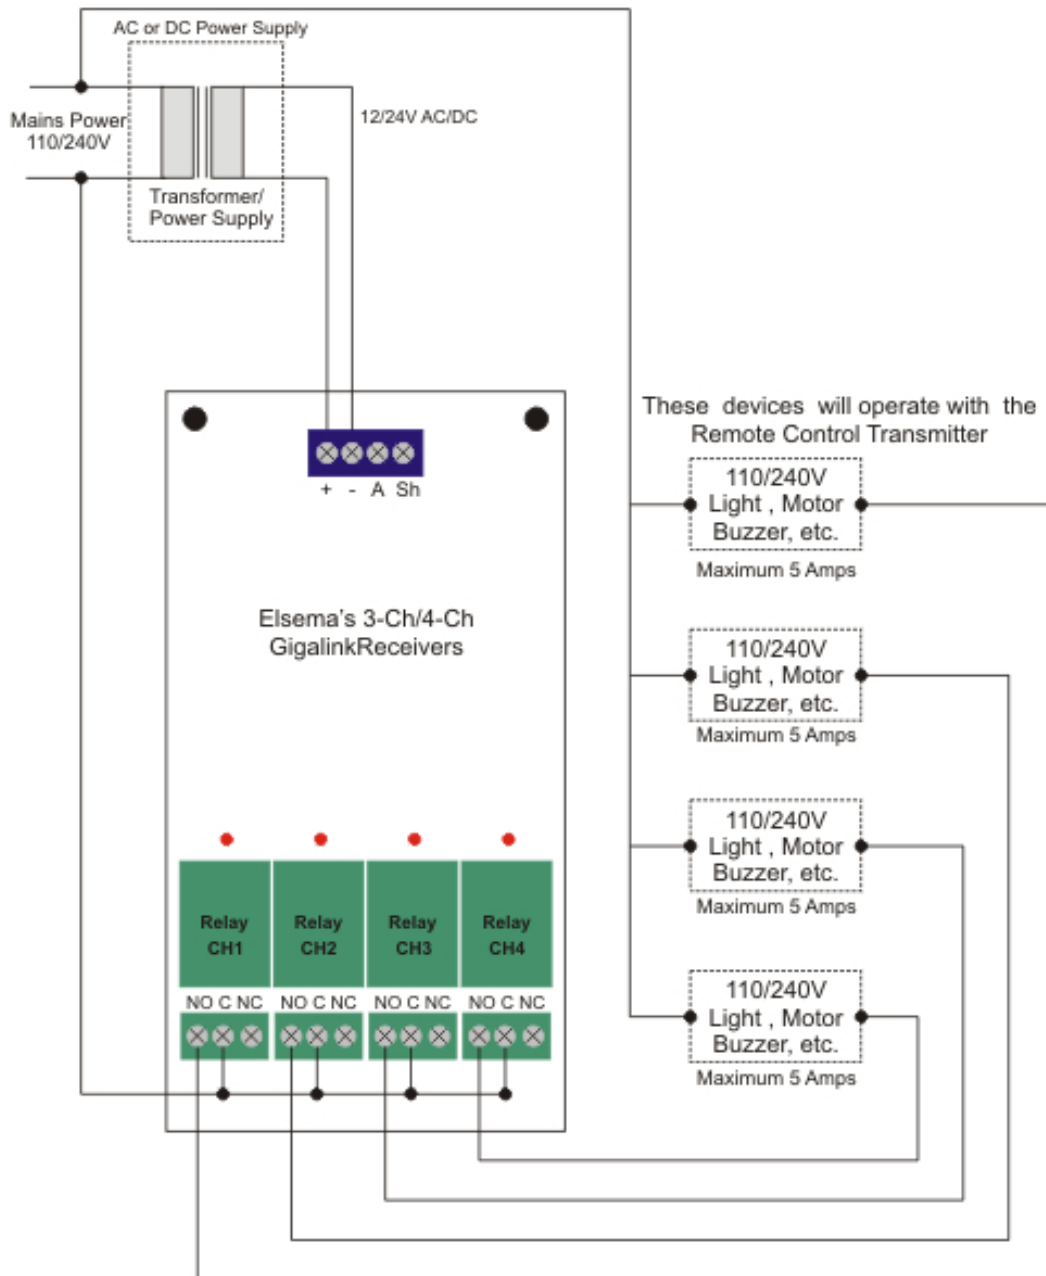 AC or DC Power Supply
Mains Power
110/240V
12/24V AC/DC
Transformer/
Power Supply
These devices will operate with the
Remote Control Transmitter
+ - A Sh
110/240V
Light , Motor
Buzzer, etc.
Maximum 5 Amps
Elsema's 3-Ch/4-Ch
GigalinkReceivers
110/240V
Light , Motor
Buzzer, etc.
Maximum 5 Amps
110/240V
Light , Motor
Buzzer, etc.
Maximum 5 Amps
Relay
CH1
Relay
CH2
Relay
CH3
Relay
CH4
NO C NC
NO C NC
NO C NC
NO C NC
110/240V
Light , Motor
Buzzer, etc.
Maximum 5 Amps